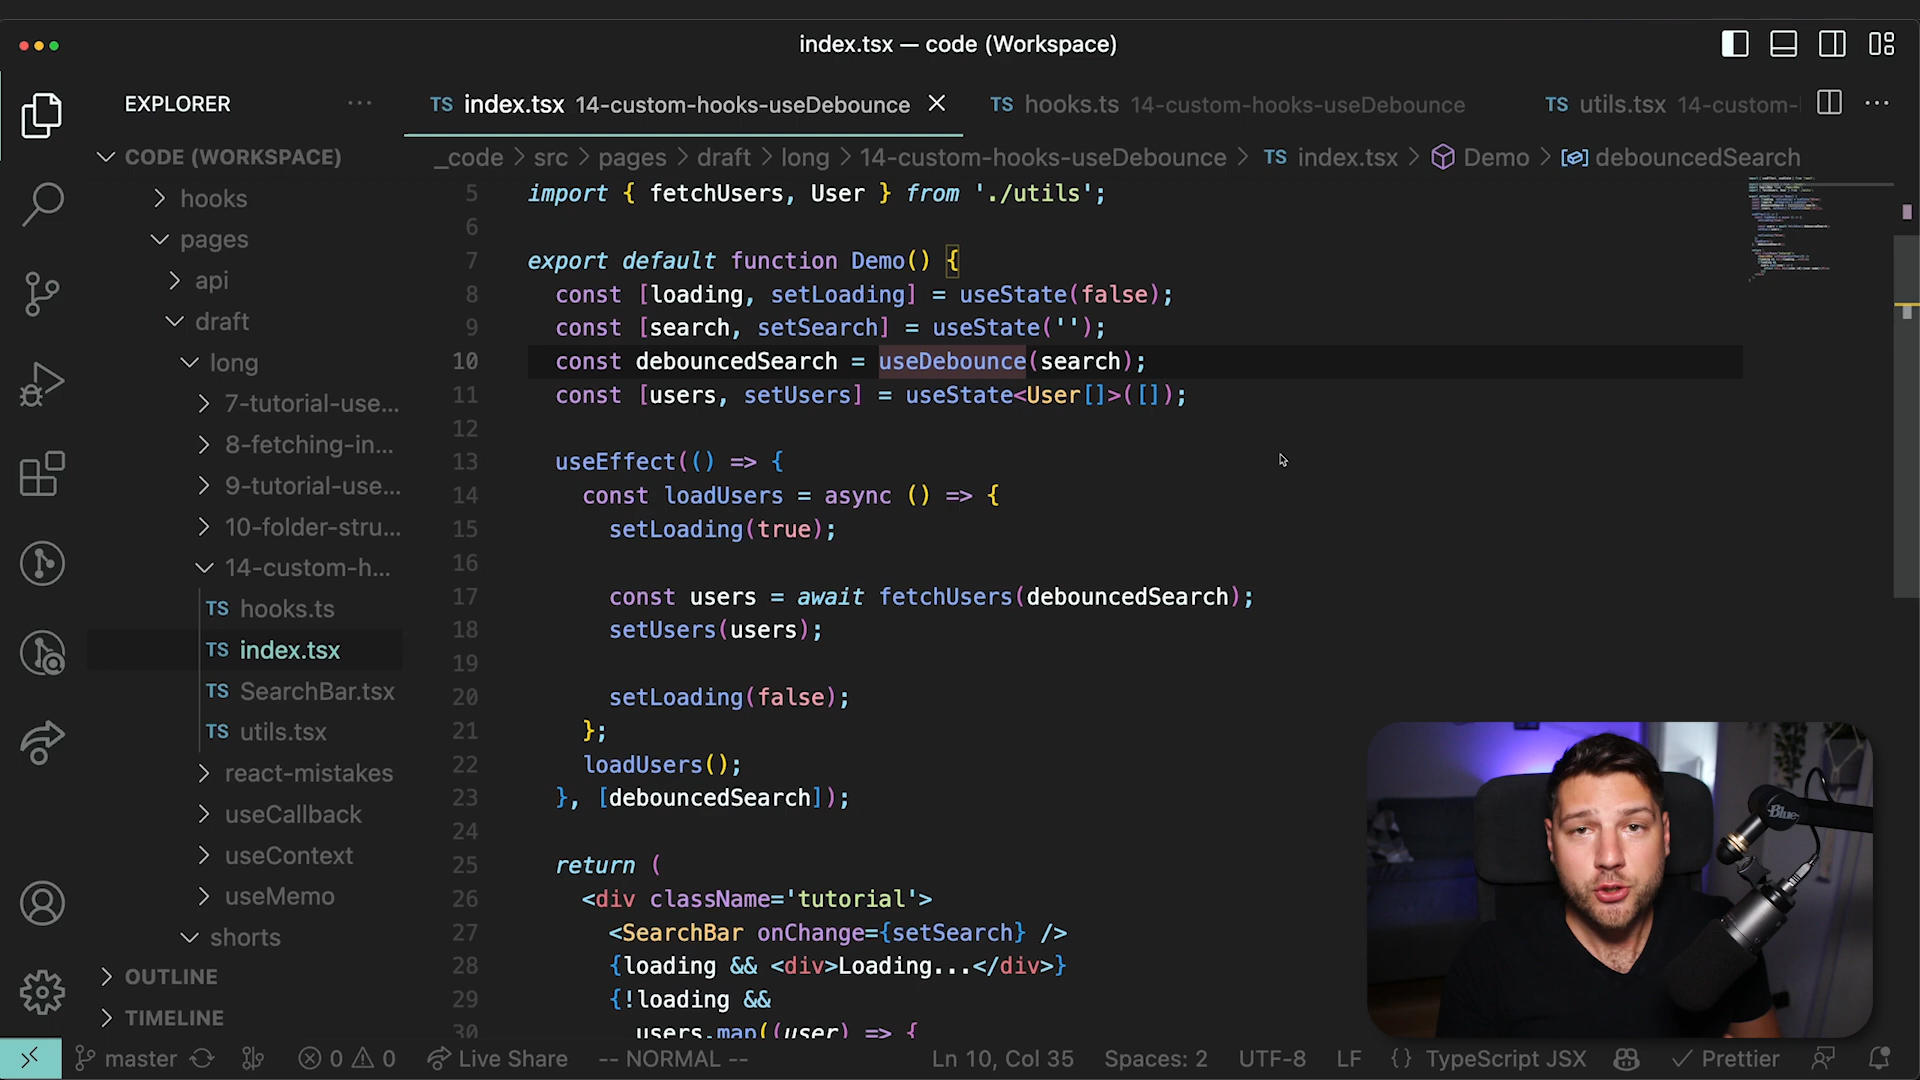 index.tsx — code (Workspace)
EXPLORER
TS index.tsx 14-custom-hooks-useDebounce
TS hooks.ts 14-custom-hooks-useDebounce
TS utils.tsx 14-custom-
CODE (WORKSPACE)
_code > src > pages > draft > long > 14-custom-hooks-useDebounce > TS index.tsx > Demo > debouncedSearch
hooks
pages
api
draft
long
7-tutorial-use...
8-fetching-in...
9-tutorial-use...
10-folder-stru...
14-custom-h...
TS hooks.ts
TS index.tsx
TS SearchBar.tsx
TS utils.tsx
react-mistakes
useCallback
useContext
useMemo
shorts
OUTLINE
TIMELINE
5 import { fetchUsers, User } from './utils';
6
7 export default function Demo() {
8 const [loading, setLoading] = useState(false);
9 const [search, setSearch] = useState('');
10 const debouncedSearch = useDebounce(search);
11 const [users, setUsers] = useState<User[]>([]);
12
13 useEffect(() => {
14 const loadUsers = async () => {
15 setLoading(true);
16
17 const users = await fetchUsers(debouncedSearch);
18 setUsers(users);
19
20 setLoading(false);
21 };
22 loadUsers();
23 }, [debouncedSearch]);
24
25 return (
26 <div className='tutorial'>
27 <SearchBar onChange={setSearch} />
28 {loading && <div>Loading...</div>}
29 {!loading &&
30 users.map((user) => {
Blue
master 0 0 Live Share -- NORMAL -- Ln 10, Col 35 Spaces: 2 UTF-8 LF {} TypeScript JSX Prettier